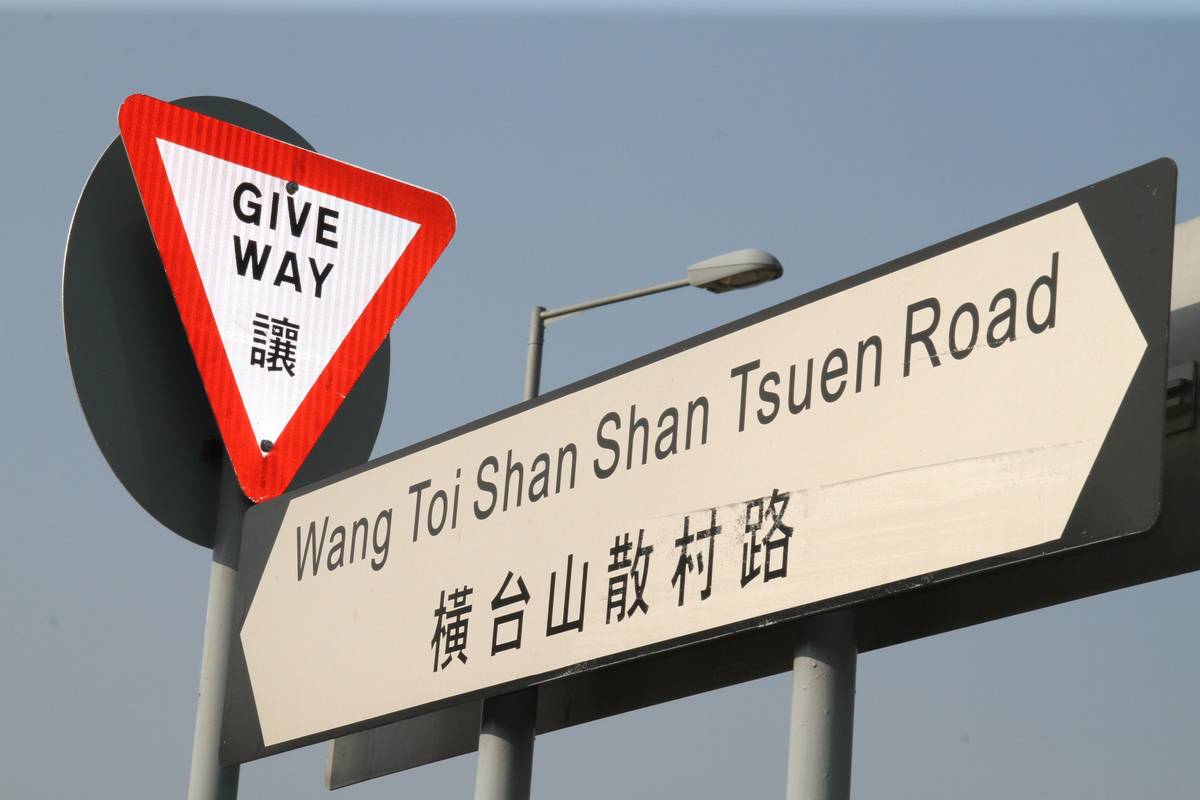 GIVE
WAY
讓
Wang Toi Shan Shan Tsuen Road
橫台山散村路